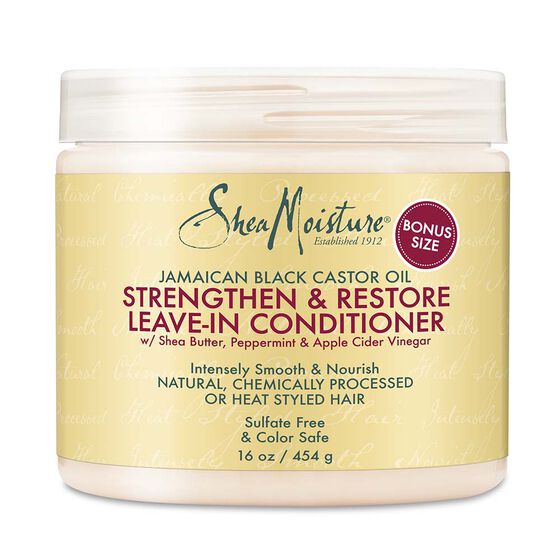 SheaMoisture®
Established 1912
BONUS
SIZE
JAMAICAN BLACK CASTOR OIL
STRENGTHEN & RESTORE
LEAVE-IN CONDITIONER
w/ Shea Butter, Peppermint & Apple Cider Vinegar
Intensely Smooth & Nourish
NATURAL, CHEMICALLY PROCESSED
OR HEAT STYLED HAIR
Sulfate Free
& Color Safe
16 oz / 454 g